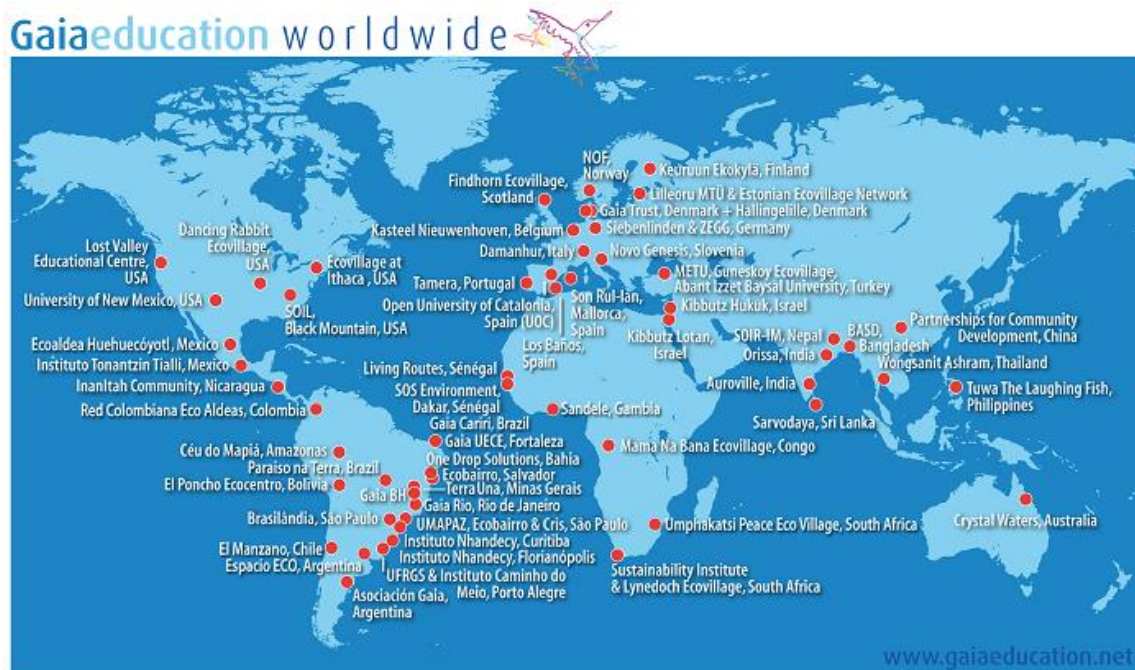 Gaiaeducation worldwide
NOF,
Norway
Keuruun Ekokylä, Finland
Findhorn Ecovillage,
Scotland
Lilleoru MTÜ & Estonian Ecovillage Network
Gaia Trust, Denmark + Hallingelille, Denmark
Kasteel Nieuwenhoven, Belgium
Siebenlinden & ZEGG, Germany
Damanhur, Italy
Novo Genesis, Slovenia
Lost Valley
Educational Centre,
USA
Dancing Rabbit
Ecovillage,
USA
Ecovillage at
Ithaca , USA
University of New Mexico, USA
SOIL,
Black Mountain, USA
Tamera, Portugal
Open University of Catalonia,
Spain (UOC)
Son Rul-lan,
Mallorca,
Spain
Los Baños,
Spain
METU, Guneskoy Ecovillage,
Abant Izzet Baysal University, Turkey
Kibbutz Hukuk, Israel
Kibbutz Lotan,
Israel
SOIR-IM, Nepal
Orissa, India
BASD,
Bangladesh
Partnerships for Community
Development, China
Wongsanit Ashram, Thailand
Ecoaldea Huehuecóyotl, Mexico
Instituto Tonantzin Tialli, Mexico
Inanitah Community, Nicaragua
Red Colombiana Eco Aldeas, Colombia
Living Routes, Sénégal
SOS Environment,
Dakar, Sénégal
Sandele, Gambia
Auroville, India
Sarvodaya, Sri Lanka
Tuwa The Laughing Fish,
Philippines
Gaia Cariri, Brazil
Gaia UECE, Fortaleza
Mama Na Bana Ecovillage, Congo
Céu do Mapiá, Amazonas
Paraiso na Terra, Brazil
One Drop Solutions, Bahia
Ecobairro, Salvador
El Poncho Ecocentro, Bolivia
Gaia BH
TerraUna, Minas Gerais
Gaia Rio, Rio de Janeiro
Brasilândia, São Paulo
UMAPAZ, Ecobairro & Cris, São Paulo
Umphakatsi Peace Eco Village, South Africa
Crystal Waters, Australia
Instituto Nhandecy, Curitiba
El Manzano, Chile
Espacio ECO, Argentina
Instituto Nhandecy, Florianópolis
UFRGS & Instituto Caminho do
Meio, Porto Alegre
Sustainability Institute
& Lynedoch Ecovillage, South Africa
Asociación Gaia,
Argentina
www.gaiaeducation.net